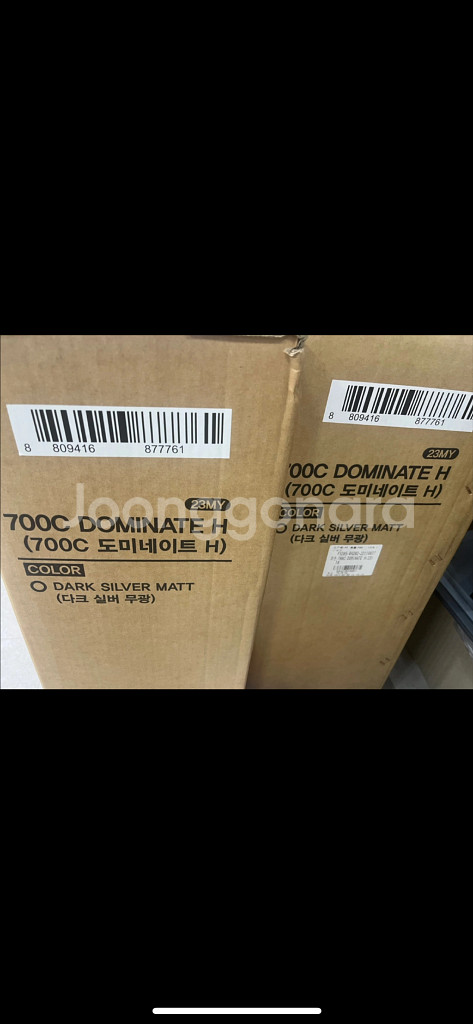 8 809416 877761
23MY
700C DOMINATE H
(700C 도미네이트 H)
COLOR
DARK SILVER MATT
(다크 실버 무광)
8 809416 877761
23MY
700C DOMINATE H
(700C 도미네이트 H)
COLOR
DARK SILVER MATT
(다크 실버 무광)
joonggonara